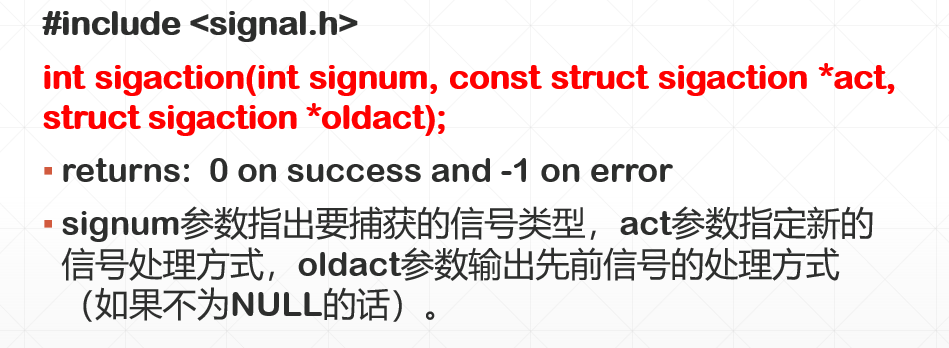 #include <signal.h>
int sigaction(int signum, const struct sigaction *act,
struct sigaction *oldact);
▪ returns:  0 on success and -1 on error
▪ signum参数指出要捕获的信号类型，act参数指定新的
信号处理方式，oldact参数输出先前信号的处理方式
（如果不为NULL的话）。